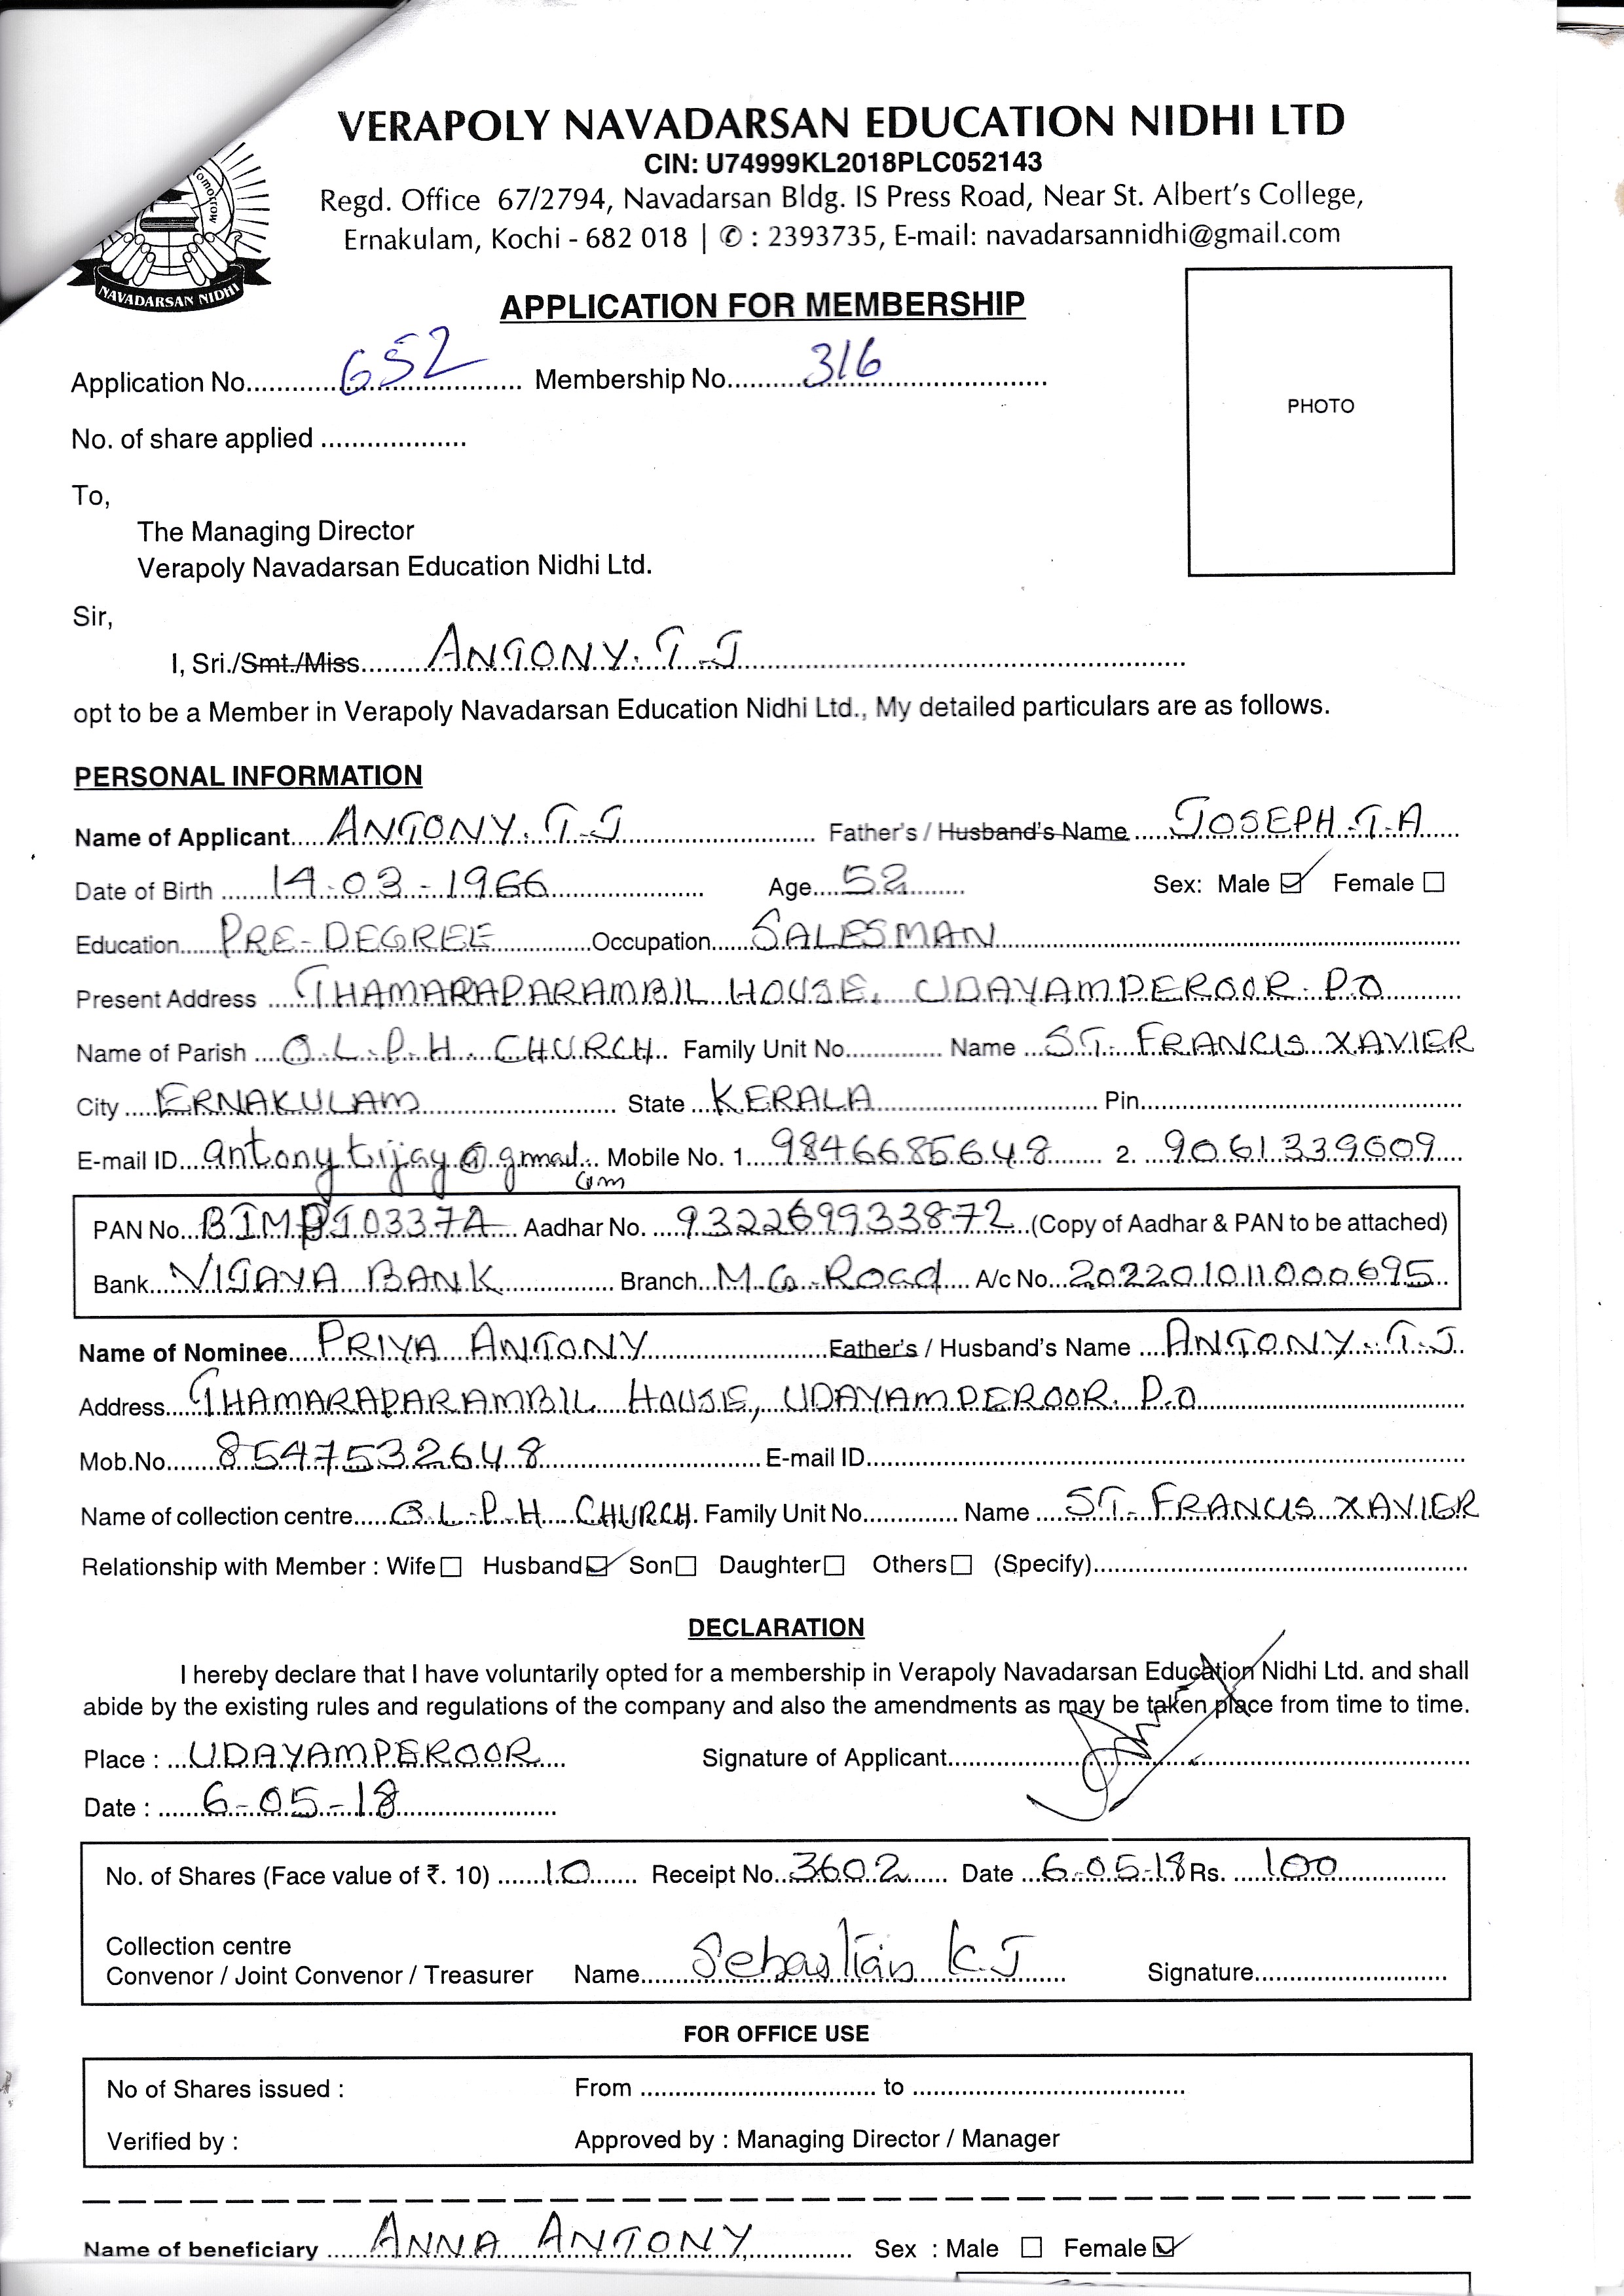 Tomorrow
NAVADARSAN NIDHI
VERAPOLY NAVADARSAN EDUCATION NIDHI LTD
CIN: U74999KL2018PLC052143
Regd. Office 67/2794, Navadarsan Bldg. IS Press Road, Near St. Albert's College,
Ernakulam, Kochi - 682 018 | ✆ : 2393735, E-mail: navadarsannidhi@gmail.com
APPLICATION FOR MEMBERSHIP
PHOTO
Application No. 652 Membership No. 316
No. of share applied
To,
The Managing Director
Verapoly Navadarsan Education Nidhi Ltd.
Sir,
I, Sri./Smt./Miss ANTONY. T. J
opt to be a Member in Verapoly Navadarsan Education Nidhi Ltd., My detailed particulars are as follows.
PERSONAL INFORMATION
Name of Applicant ANTONY. T. J Father's / Husband's Name JOSEPH. T. A
Date of Birth 14-03-1966 Age 52 Sex: Male ☑ Female ☐
Education PRE-DEGREE Occupation SALESMAN
Present Address THAMARAPARAMBIL HOUSE, UDAYAMPEROOR. P.O
Name of Parish O.L.P.H. CHURCH Family Unit No. Name ST. FRANCIS XAVIER
City ERNAKULAM State KERALA Pin
E-mail ID antonytijay@gmail. Mobile No. 1. 9846685648 2. 9061339609
com
PAN No. Aadhar No. 932269933872 (Copy of Aadhar & PAN to be attached)
Bank VIJAYA BANK Branch M.G. Road A/c No. 202201011000695
Name of Nominee PRIYA ANTONY Father's / Husband's Name ANTONY. T. J.
Address THAMARAPARAMBIL HOUSE, UDAYAMPEROOR. P.O
Mob.No. 8547532648 E-mail ID
Name of collection centre O.L.P.H CHURCH. Family Unit No. Name ST. FRANCIS XAVIER
Relationship with Member : Wife ☐ Husband ☑ Son ☐ Daughter ☐ Others ☐ (Specify)
DECLARATION
I hereby declare that I have voluntarily opted for a membership in Verapoly Navadarsan Education Nidhi Ltd. and shall
abide by the existing rules and regulations of the company and also the amendments as may be taken place from time to time.
Place : UDAYAMPEROOR Signature of Applicant
Date : 6-05-18
No. of Shares (Face value of ₹. 10) 10 Receipt No. 3602 Date 6-05-18 Rs. 100
Collection centre
Convenor / Joint Convenor / Treasurer Name Sebastian K.J Signature
FOR OFFICE USE
No of Shares issued : From to
Verified by : Approved by : Managing Director / Manager
Name of beneficiary ANNA ANTONY Sex : Male ☐ Female ☑